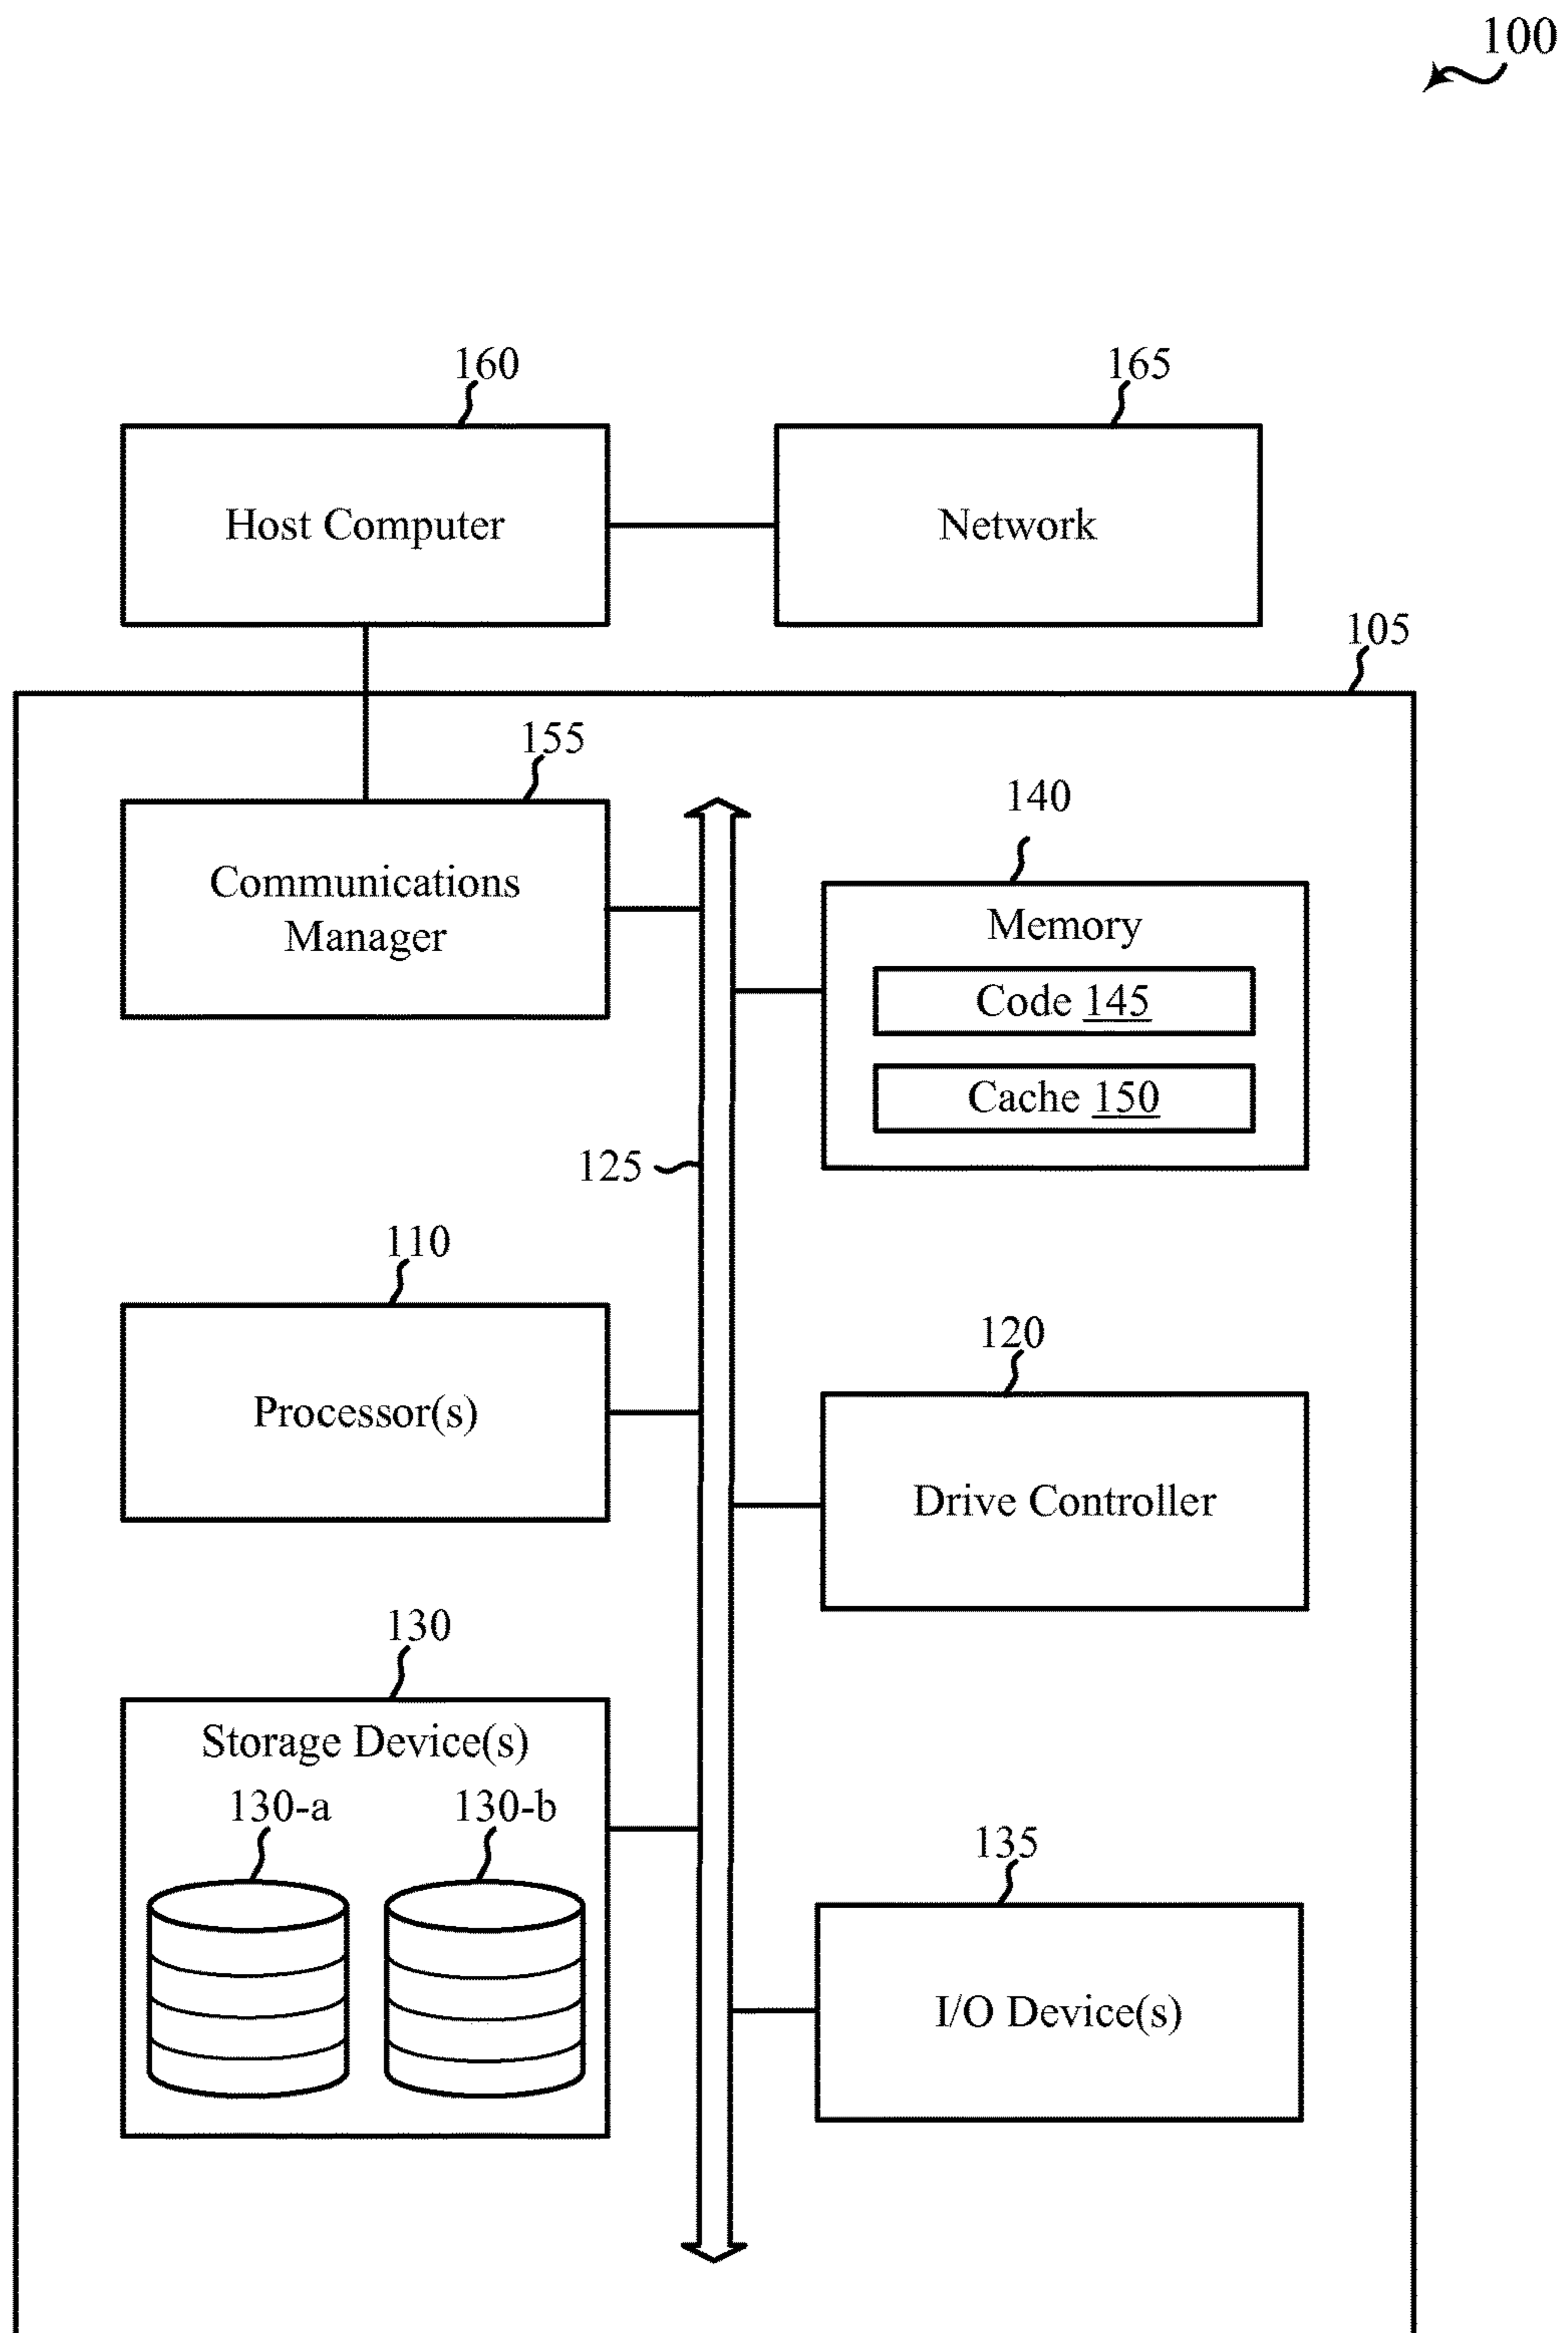 100
160
165
Host Computer
Network
105
155
140
Communications
Manager
Memory
Code 145
Cache 150
125
110
120
Processor(s)
Drive Controller
130
Storage Device(s)
130-a 130-b
135
I/O Device(s)